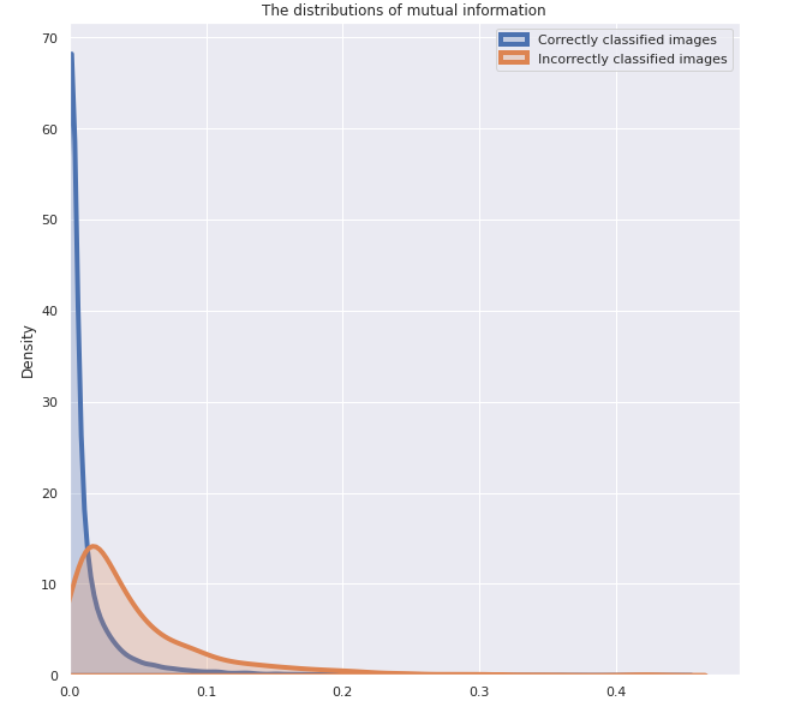 The distributions of mutual information
Correctly classified images
Incorrectly classified images
Density
70
60
50
40
30
20
10
0
0.0 0.1 0.2 0.3 0.4